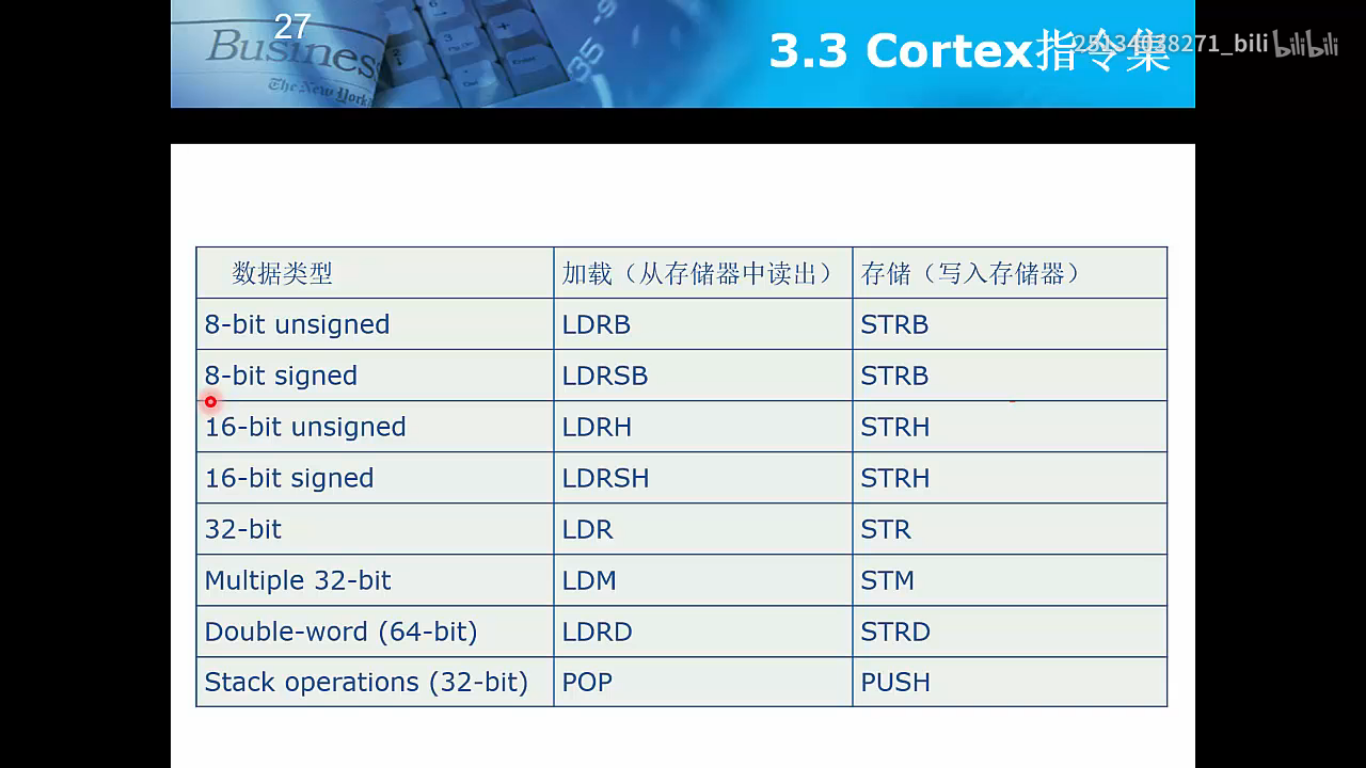 27
Business
The New York
3.3 Cortex指令集
25134038271_bili
bilibili
数据类型 加载（从存储器中读出） 存储（写入存储器）
8-bit unsigned LDRB STRB
8-bit signed LDRSB STRB
16-bit unsigned LDRH STRH
16-bit signed LDRSH STRH
32-bit LDR STR
Multiple 32-bit LDM STM
Double-word (64-bit) LDRD STRD
Stack operations (32-bit) POP PUSH